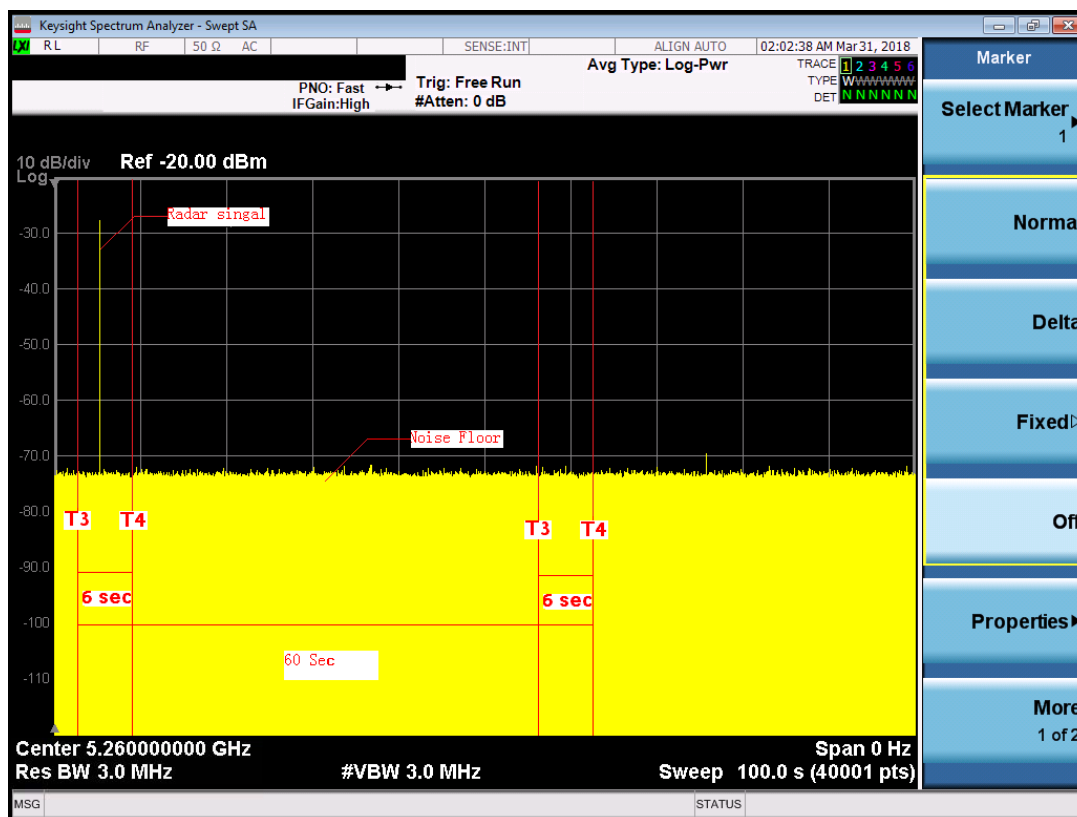 Keysight Spectrum Analyzer - Swept SA
LXI RL RF 50 Ω AC SENSE:INT ALIGN AUTO 02:02:38 AM Mar 31, 2018
Marker
Avg Type: Log-Pwr
TRACE 1 2 3 4 5 6
PNO: Fast Trig: Free Run
TYPE WWWWWWW
IFGain:High #Atten: 0 dB
DET N N N N N N
Select Marker
1
10 dB/div Ref -20.00 dBm
Log
Radar singal
Norma
-30.0
-40.0
Delta
-50.0
-60.0
Fixed
Noise Floor
-70.0
-80.0
T3 T4 T3 T4
Off
-90.0
6 sec 6 sec
-100
Properties
60 Sec
-110
More
1 of 2
Center 5.260000000 GHz Span 0 Hz
Res BW 3.0 MHz #VBW 3.0 MHz Sweep 100.0 s (40001 pts)
MSG STATUS